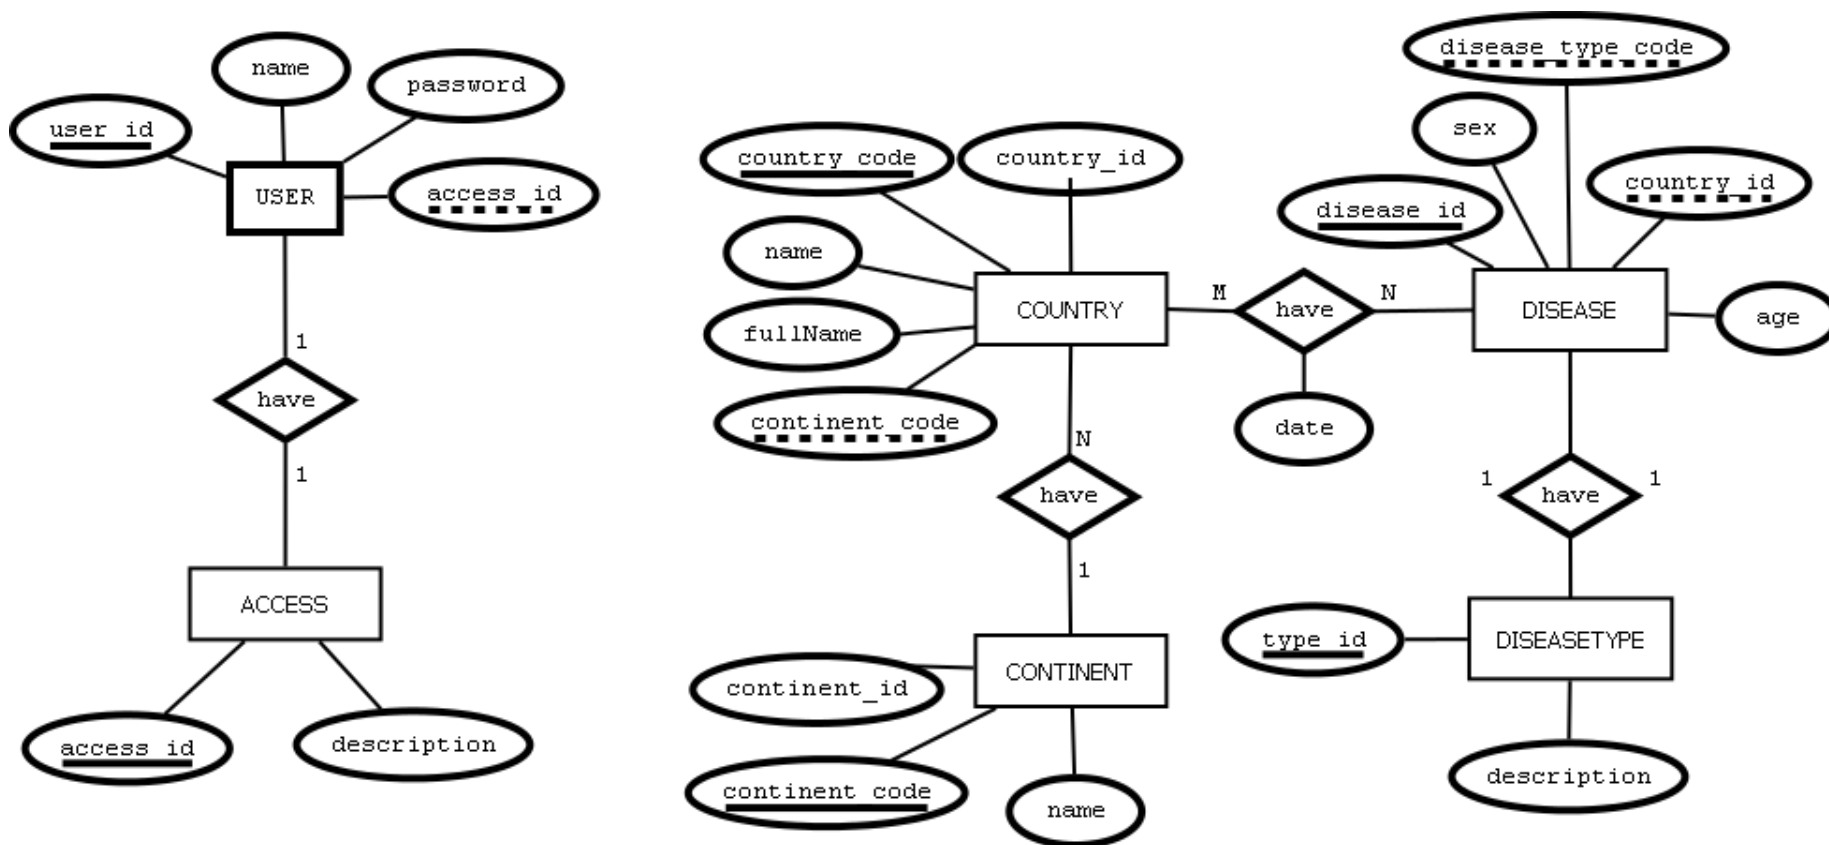 name
password
user_id
USER
access_id
1
have
1
ACCESS
access_id
description
country_code
country_id
name
fullName
continent_code
COUNTRY
M
have
N
date
N
have
1
continent_id
CONTINENT
continent_code
name
disease_type_code
sex
country_id
disease_id
DISEASE
age
1
have
1
type_id
DISEASETYPE
description